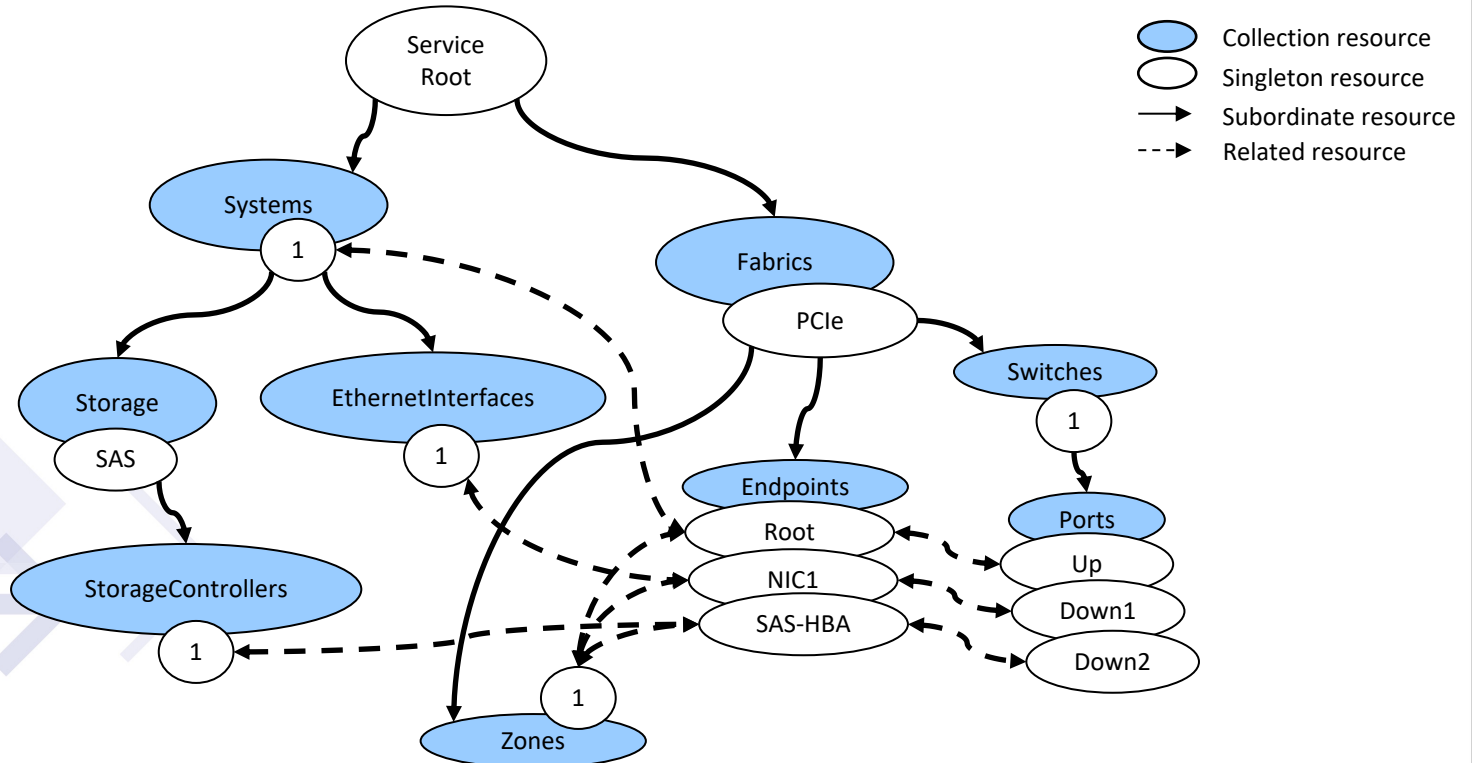 Service
Root
Collection resource
Singleton resource
Subordinate resource
Related resource
Systems
1
Fabrics
PCIe
Storage
SAS
EthernetInterfaces
1
Switches
1
Endpoints
Root
NIC1
SAS-HBA
Ports
Up
Down1
Down2
StorageControllers
1
1
Zones